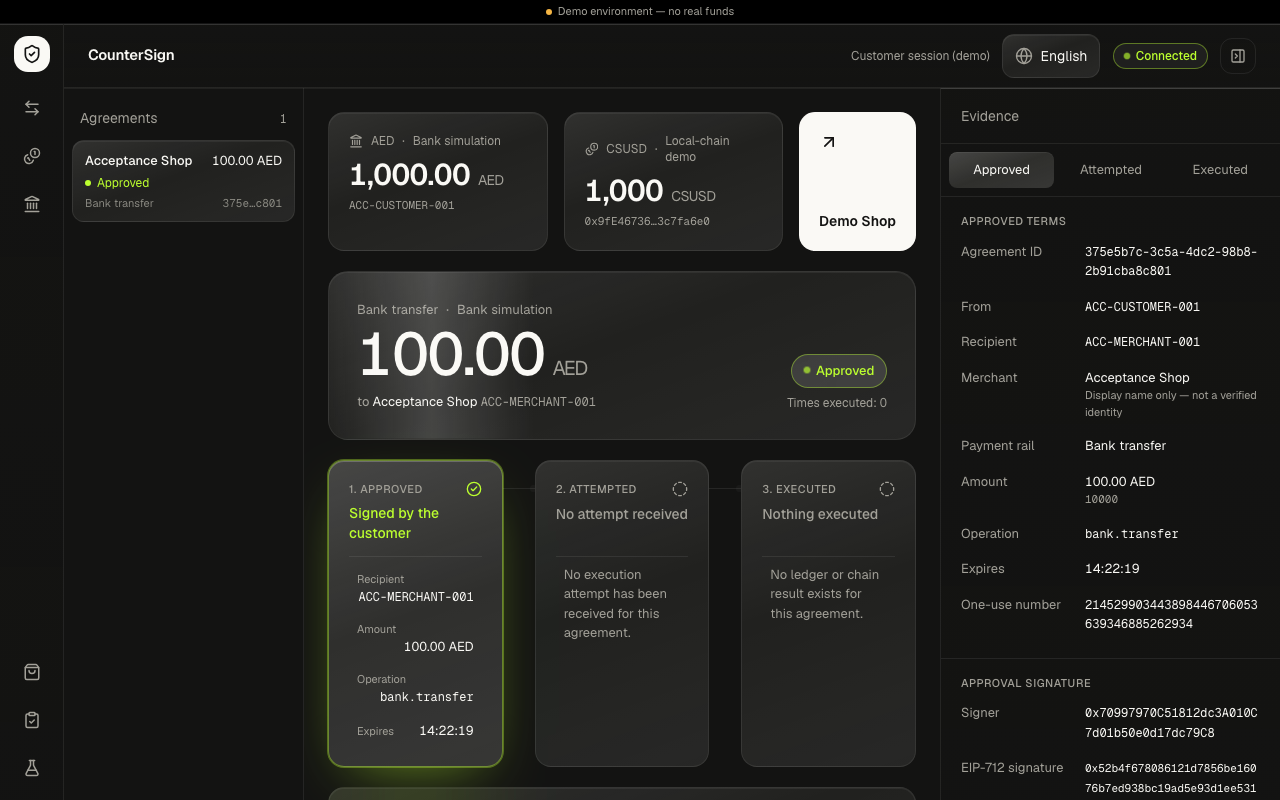 Demo environment — no real funds
CounterSign
Customer session (demo)
English
Connected
Agreements
1
Acceptance Shop
100.00 AED
Approved
Bank transfer
375e…c801
AED · Bank simulation
1,000.00 AED
ACC-CUSTOMER-001
CSUSD · Local-chain
demo
1,000 CSUSD
0x9fE46736…3c7fa6e0
Demo Shop
Bank transfer · Bank simulation
100.00 AED
to Acceptance Shop ACC-MERCHANT-001
Approved
Times executed: 0
1. APPROVED
Signed by the
customer
Recipient
ACC-MERCHANT-001
Amount
100.00 AED
Operation
bank.transfer
Expires 14:22:19
2. ATTEMPTED
No attempt received
No execution
attempt has been
received for this
agreement.
3. EXECUTED
Nothing executed
No ledger or chain
result exists for
this agreement.
Evidence
Approved
Attempted
Executed
APPROVED TERMS
Agreement ID
375e5b7c-3c5a-4dc2-98b8-
2b91cba8c801
From
ACC-CUSTOMER-001
Recipient
ACC-MERCHANT-001
Merchant
Acceptance Shop
Display name only — not a verified
identity
Payment rail
Bank transfer
Amount
100.00 AED
10000
Operation
bank.transfer
Expires
14:22:19
One-use number
214529903443898446706053
639346885262934
APPROVAL SIGNATURE
Signer
0x70997970C51812dc3A010C
7d01b50e0d17dc79C8
EIP-712 signature
0x52b4f678086121d7856be160
76b7ed938bc19ad5e93d1ee531